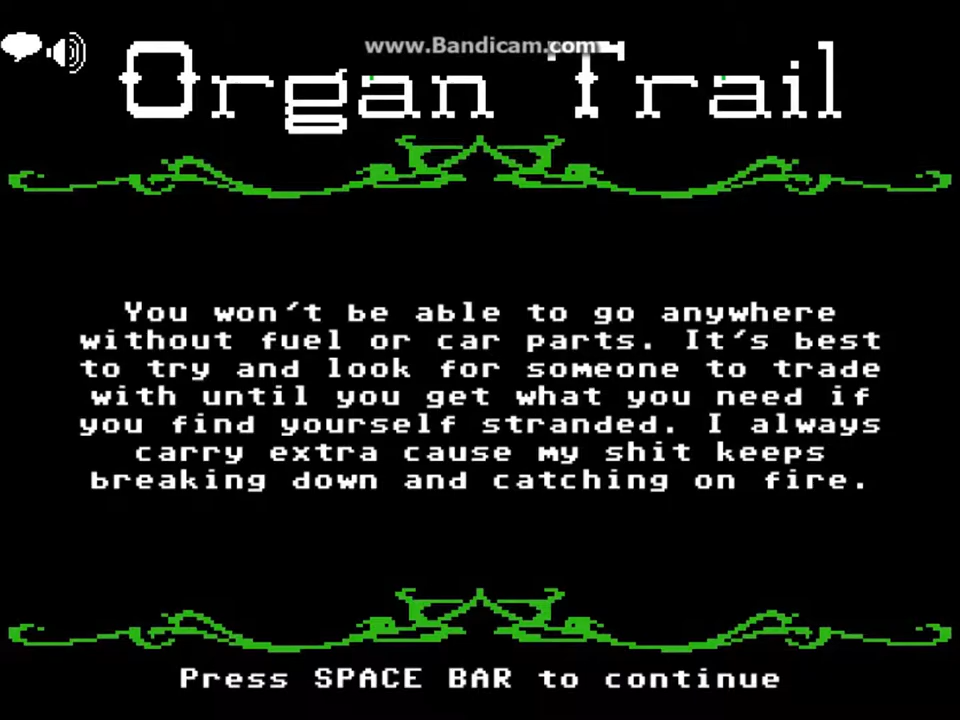 www.Bandicam.com
Organ Trail
You won't be able to go anywhere
without fuel or car parts. It's best
to try and look for someone to trade
with until you get what you need if
you find yourself stranded. I always
carry extra cause my shit keeps
breaking down and catching on fire.
Press SPACE BAR to continue